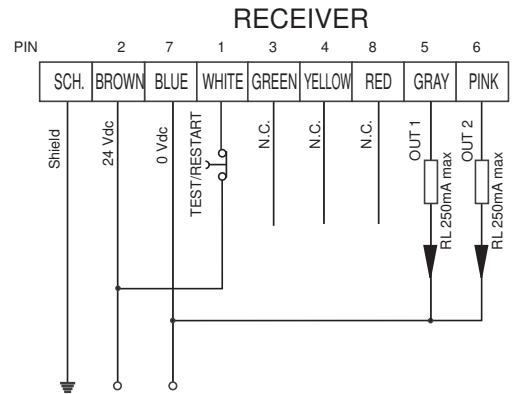 RECEIVER
PIN 2 7 1 3 4 8 5 6
SCH. BROWN BLUE WHITE GREEN YELLOW RED GRAY PINK
Shield
24 Vdc
0 Vdc
TEST/RESTART
N.C.
N.C.
N.C.
OUT 1
RL 250mA max
OUT 2
RL 250mA max